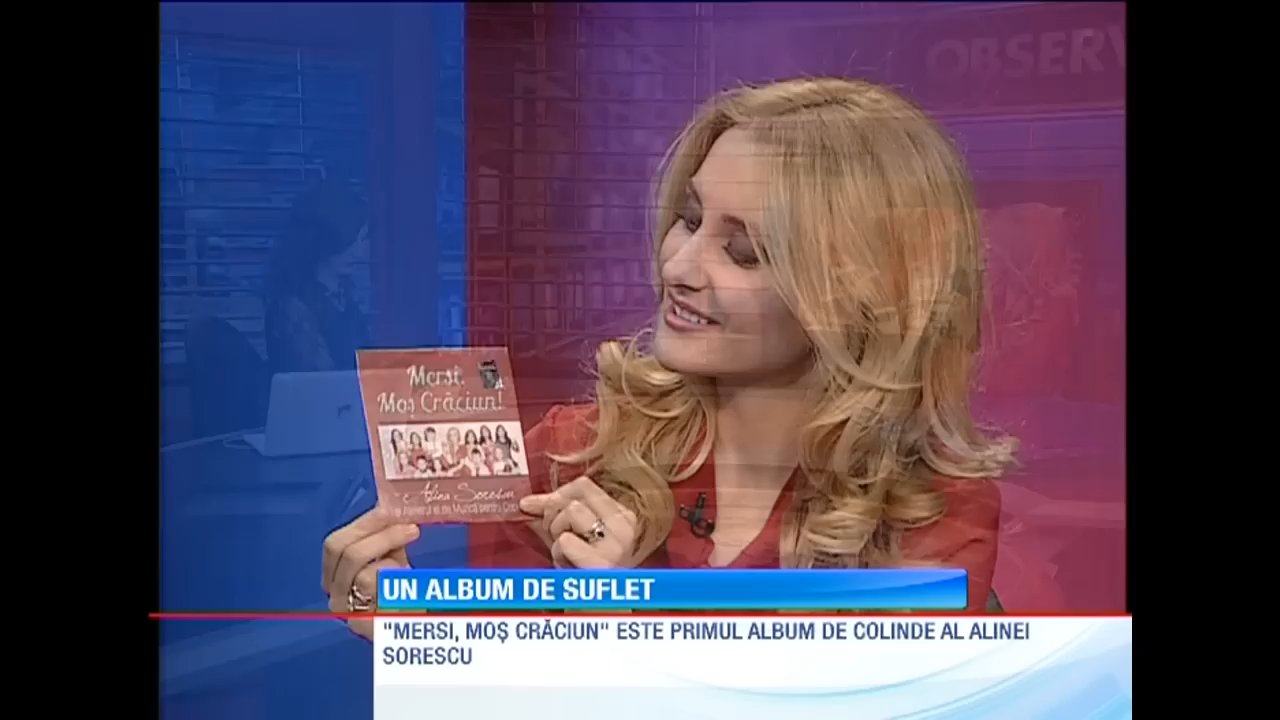 OBSERV
Mersi,
Moș Crăciun!
Alina Sorescu
UN ALBUM DE SUFLET
"MERSI, MOȘ CRĂCIUN" ESTE PRIMUL ALBUM DE COLINDE AL ALINEI
SORESCU